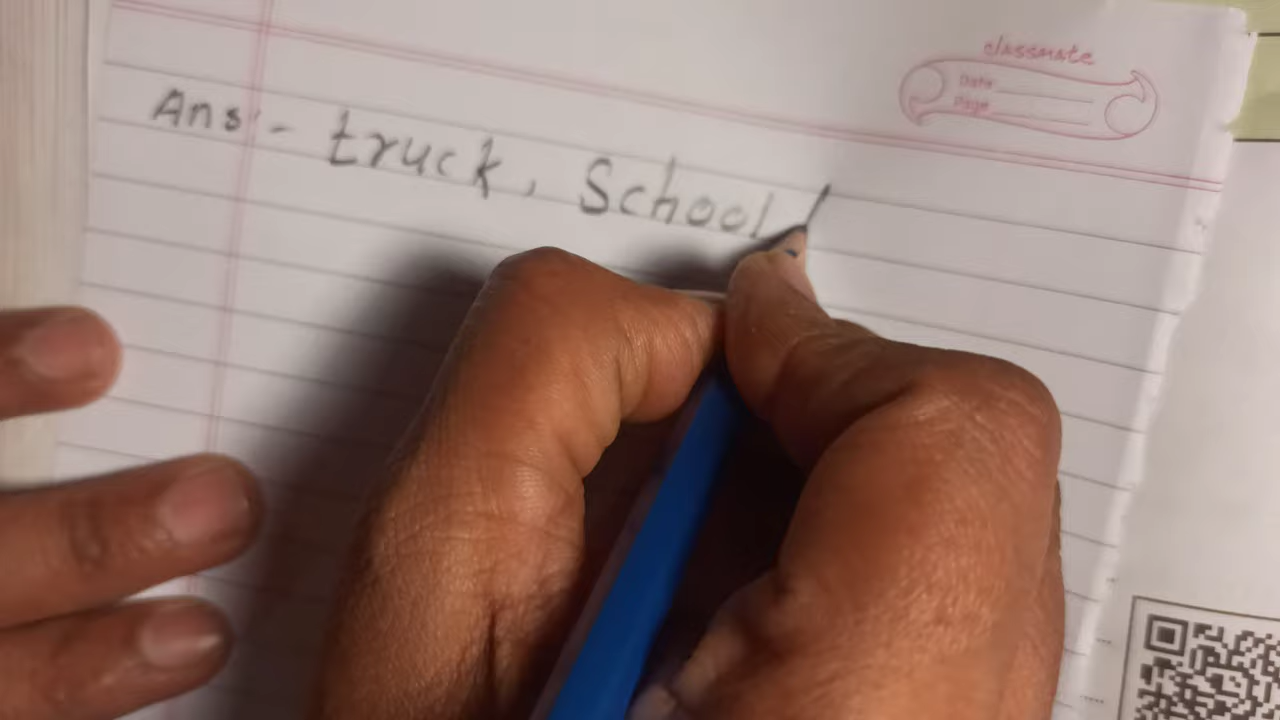 classmate
Date
Page
Ans:- truck, School